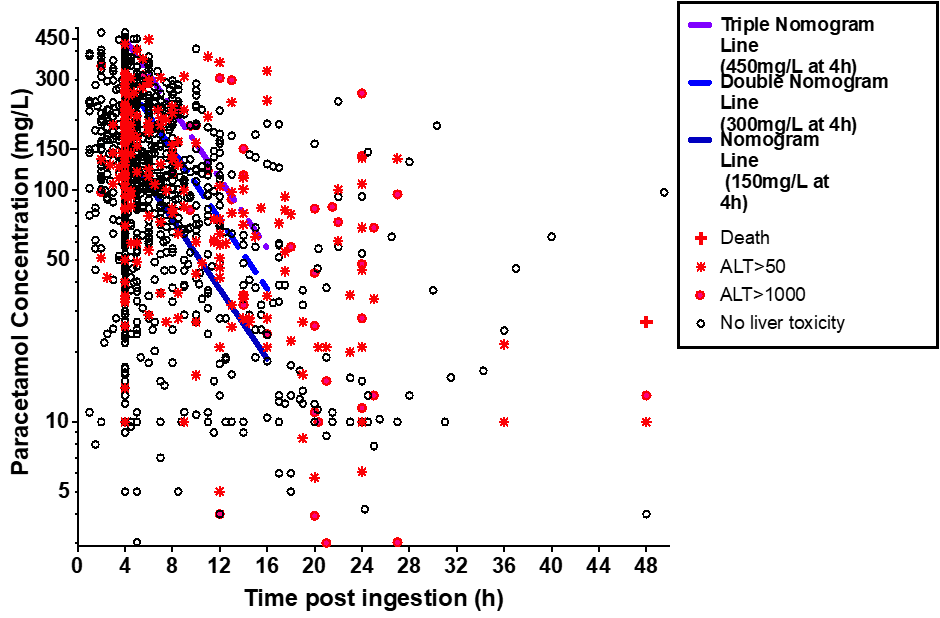 450
300
150
100
50
10
5
Paracetamol Concentration (mg/L)
0 4 8 12 16 20 24 28 32 36 40 44 48
Time post ingestion (h)
Triple Nomogram
Line
(450mg/L at 4h)
Double Nomogram
Line
(300mg/L at 4h)
Nomogram
Line
(150mg/L at
4h)
Death
ALT>50
ALT>1000
No liver toxicity